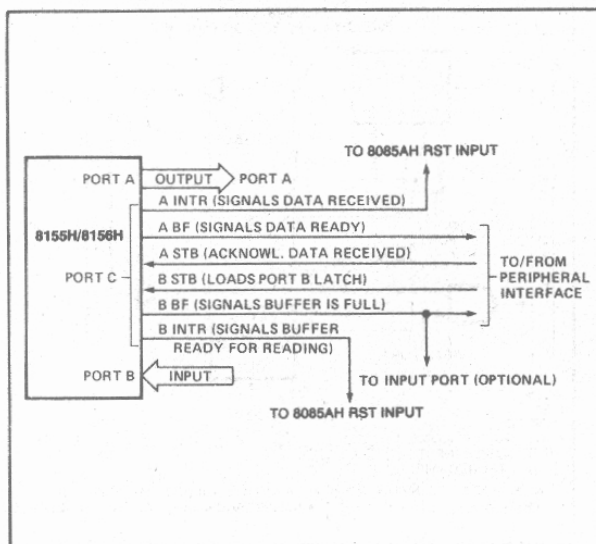 TO 8085AH RST INPUT
PORT A
OUTPUT
PORT A
A INTR (SIGNALS DATA RECEIVED)
8155H/8156H
A BF (SIGNALS DATA READY)
A STB (ACKNOWL. DATA RECEIVED)
PORT C
B STB (LOADS PORT B LATCH)
B BF (SIGNALS BUFFER IS FULL)
B INTR (SIGNALS BUFFER
READY FOR READING)
TO/FROM
PERIPHERAL
INTERFACE
PORT B
INPUT
TO INPUT PORT (OPTIONAL)
TO 8085AH RST INPUT